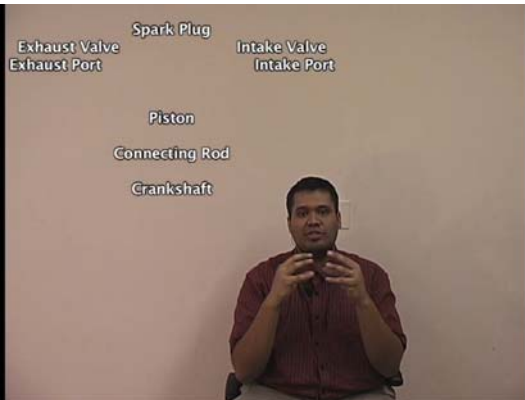 Spark Plug
Exhaust Valve Intake Valve
Exhaust Port Intake Port
Piston
Connecting Rod
Crankshaft